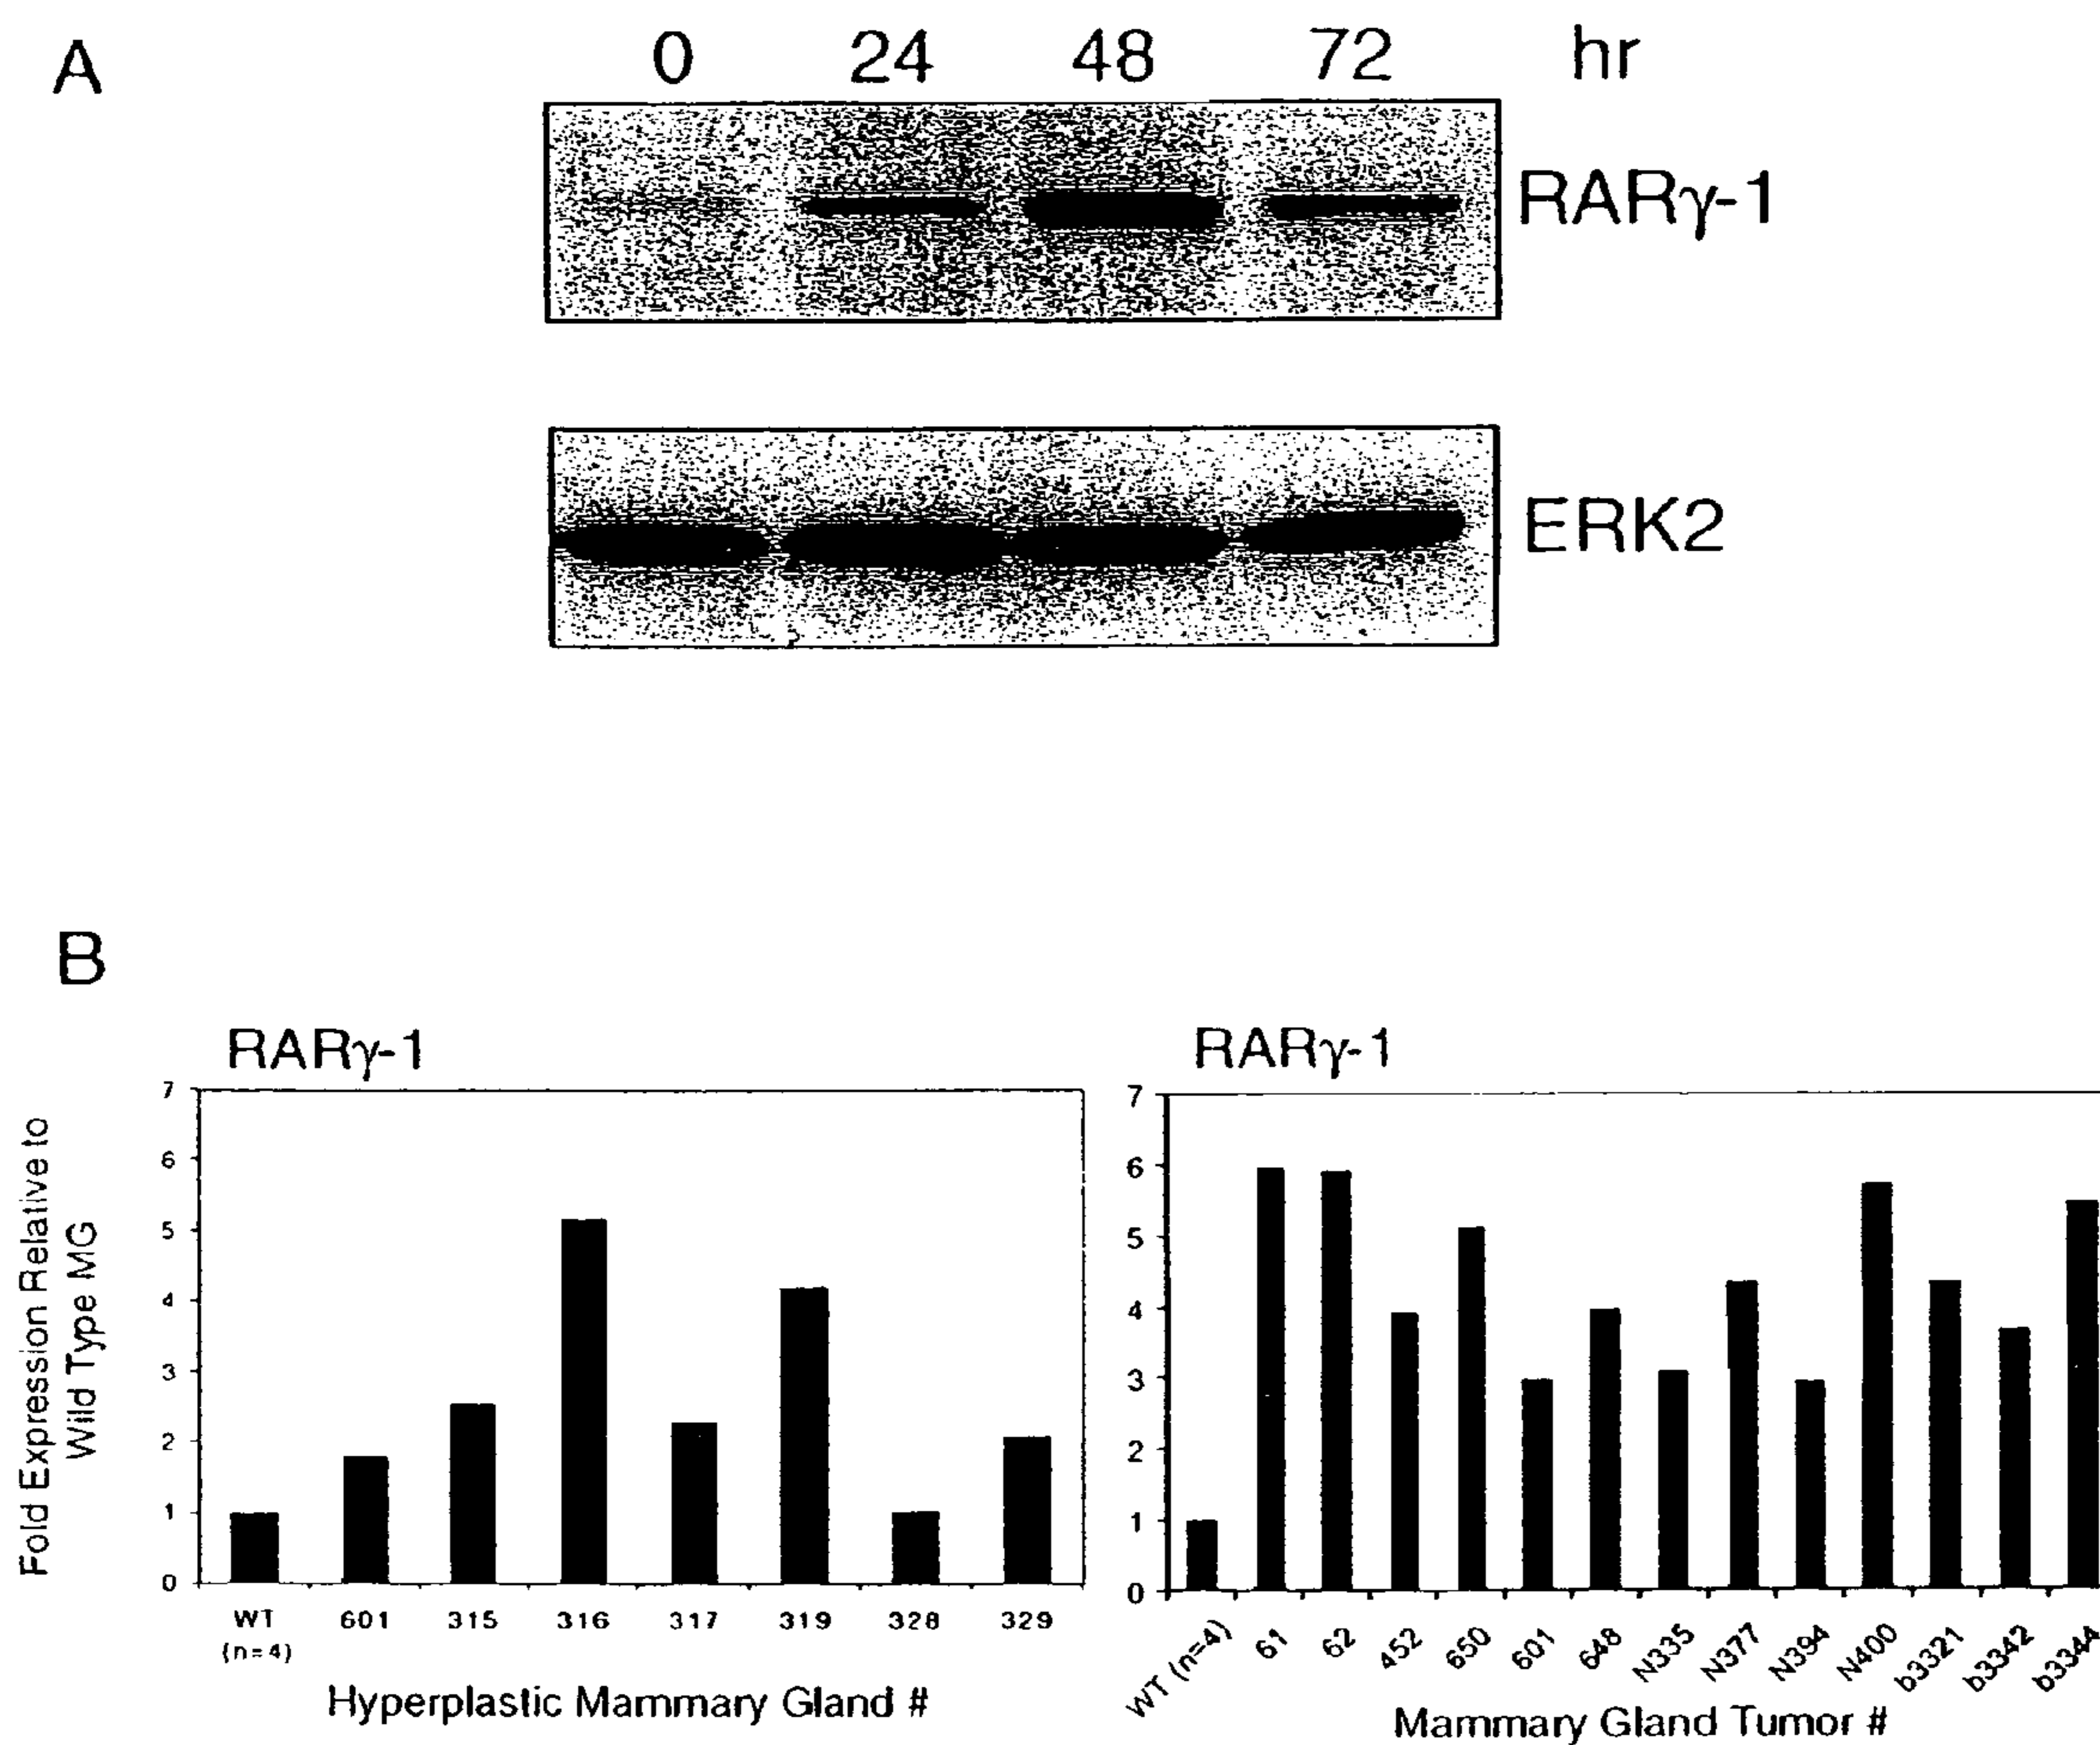 A
0 24 48 72 hr
RARγ-1
ERK2
B
RARγ-1
Fold Expression Relative to
Wild Type MG
7
6
5
4
3
2
1
0
WT 601 315 316 317 319 328 329
(n=4)
Hyperplastic Mammary Gland #
RARγ-1
7
6
5
4
3
2
1
0
WT (n=4) 61 62 452 650 601 648 N335 N377 N394 N400 b3321 b3342 b3344
Mammary Gland Tumor #